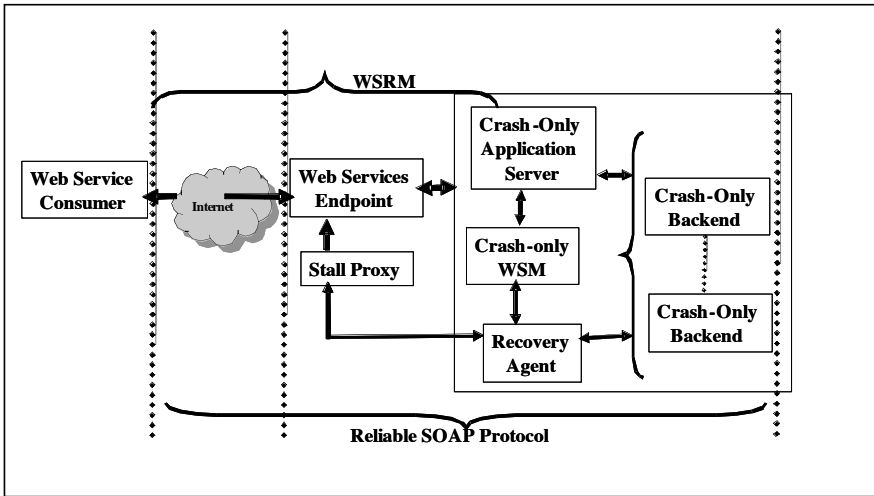 WSRM
Crash-Only
Application
Server
Web Service
Consumer
Internet
Web Services
Endpoint
Crash-Only
Backend
Crash-only
WSM
Stall Proxy
Crash-Only
Backend
Recovery
Agent
Reliable SOAP Protocol